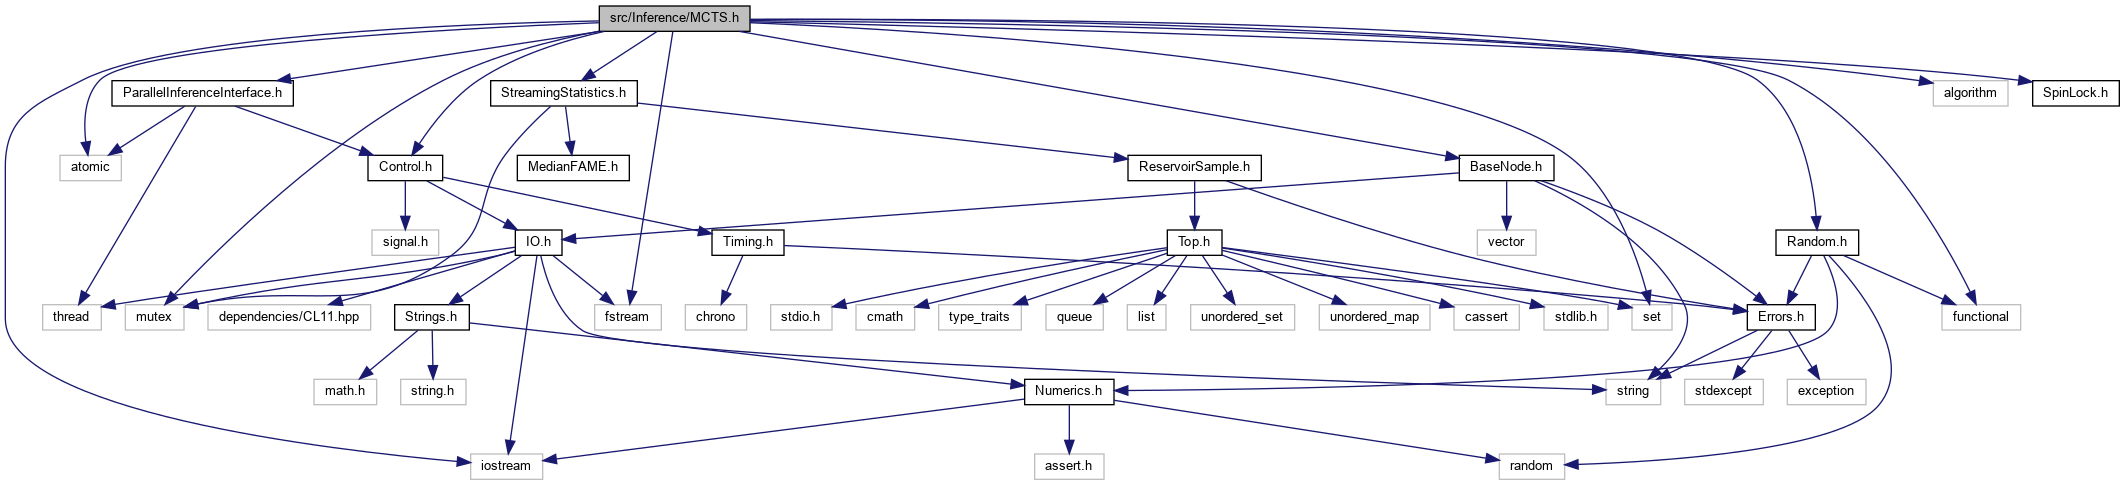 src/Inference/MCTS.h
ParallelInferenceInterface.h
StreamingStatistics.h
algorithm
SpinLock.h
atomic
Control.h
MedianFAME.h
ReservoirSample.h
BaseNode.h
signal.h
IO.h
Timing.h
Top.h
vector
Random.h
thread
mutex
dependencies/CL11.hpp
Strings.h
fstream
chrono
stdio.h
cmath
type_traits
queue
list
unordered_set
unordered_map
cassert
stdlib.h
set
Errors.h
functional
math.h
string.h
Numerics.h
string
stdexcept
exception
iostream
assert.h
random